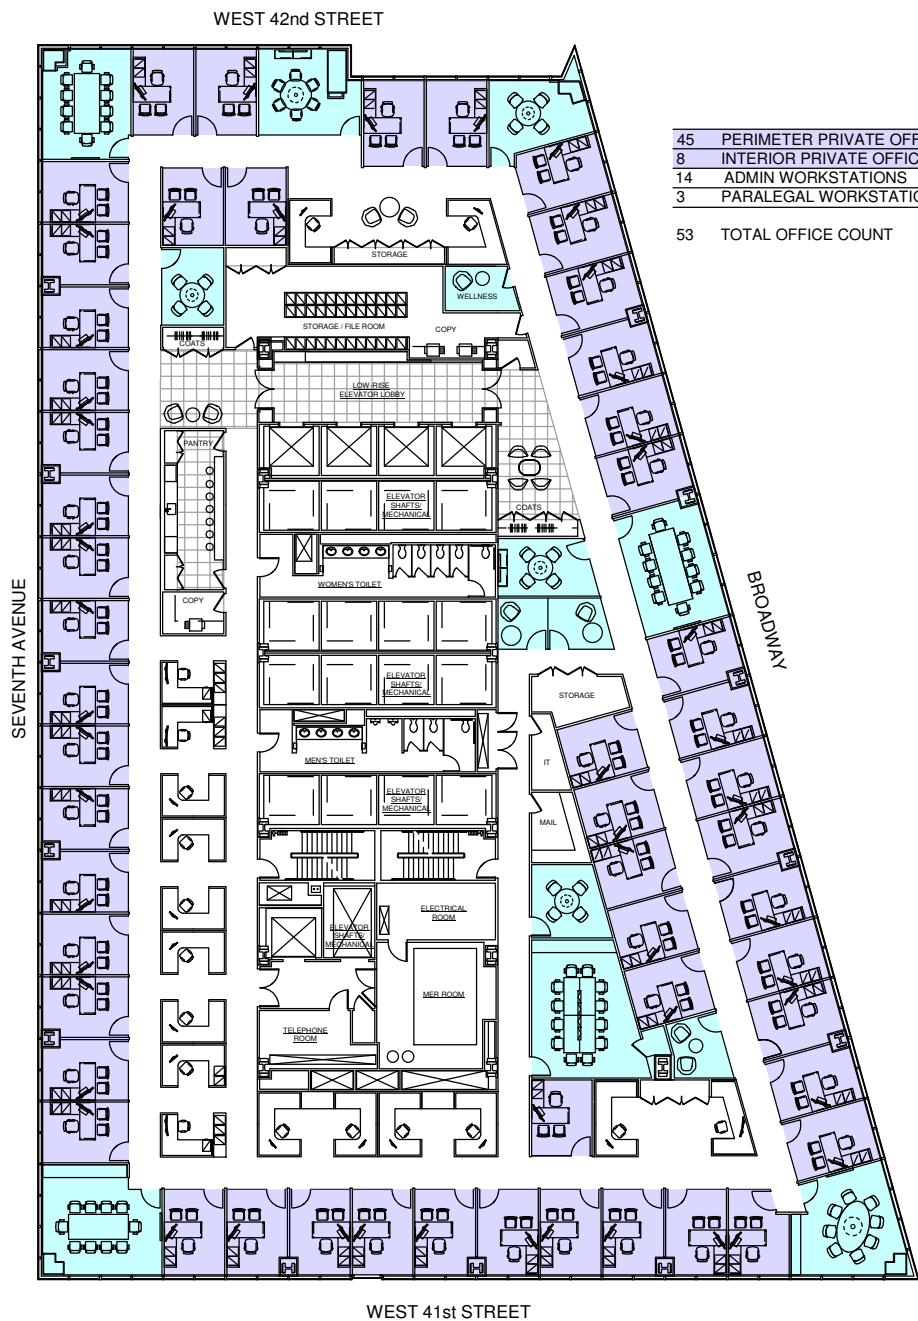 WEST 42nd STREET
45 PERIMETER PRIVATE OFF
8 INTERIOR PRIVATE OFFIC
14 ADMIN WORKSTATIONS
3 PARALEGAL WORKSTATIO
53 TOTAL OFFICE COUNT
STORAGE
WELLNESS
STORAGE / FILE ROOM
COPY
COATS
LOW-RISE
ELEVATOR LOBBY
PANTRY
ELEVATOR
SHAFTS/
MECHANICAL
COATS
WOMEN'S TOILET
COPY
SEVENTH AVENUE
BROADWAY
ELEVATOR
SHAFTS/
MECHANICAL
STORAGE
MEN'S TOILET
IT
ELEVATOR
SHAFTS/
MECHANICAL
MAIL
ELECTRICAL
ROOM
ELEVATOR
SHAFTS/
MECHANICAL
MER ROOM
TELEPHONE
ROOM
WEST 41st STREET